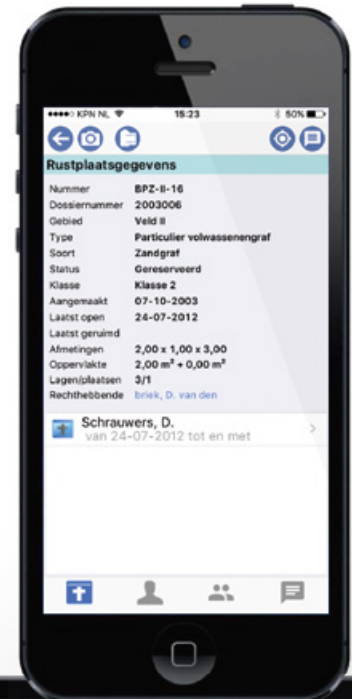 KPN NL 15:23 50%
Rustplaatsgegevens
Nummer BPZ-II-16
Dossiernummer 2003006
Gebied Veld II
Type Particulier volwassenengraf
Soort Zandgraf
Status Gereserveerd
Klasse Klasse 2
Aangemaakt 07-10-2003
Laatst open 24-07-2012
Laatst geruimd
Afmetingen 2,00 x 1,00 x 3,00
Oppervlakte 2,00 m² + 0,00 m²
Lagen/plaatsen 3/1
Rechthebbende briek, D. van den
Schrauwers, D.
van 24-07-2012 tot en met